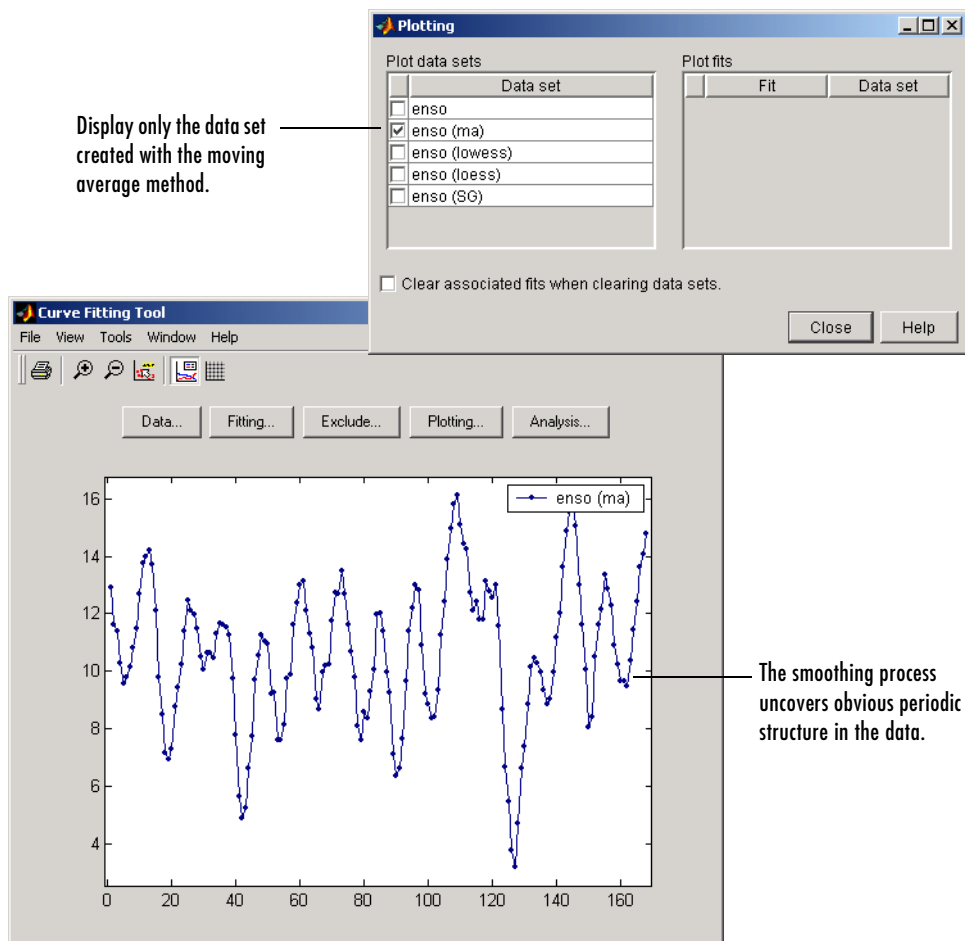 Plotting
Plot data sets
Data set
enso
enso (ma)
enso (lowess)
enso (loess)
enso (SG)
Plot fits
Fit Data set
Clear associated fits when clearing data sets.
Close Help
Display only the data set
created with the moving
average method.
Curve Fitting Tool
File View Tools Window Help
Data... Fitting... Exclude... Plotting... Analysis...
enso (ma)
16
14
12
10
8
6
4
0 20 40 60 80 100 120 140 160
The smoothing process
uncovers obvious periodic
structure in the data.